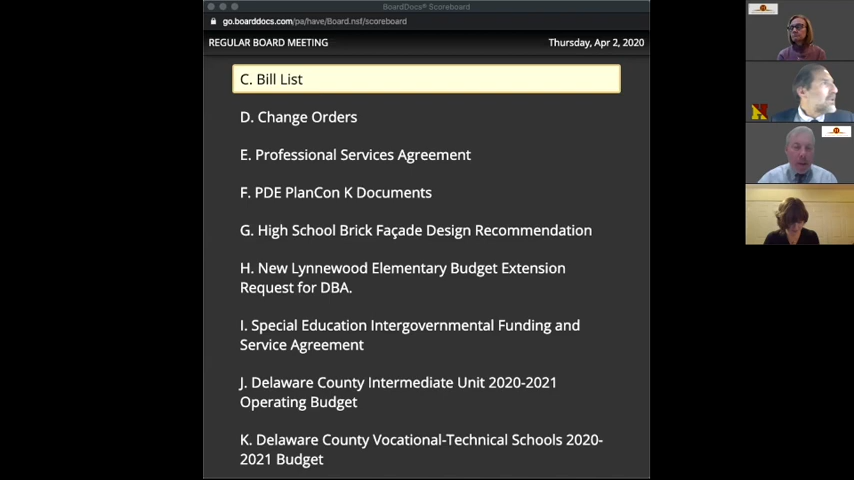 BoardDocs® Scoreboard
go.boarddocs.com/pa/have/Board.nsf/scoreboard
REGULAR BOARD MEETING
Thursday, Apr 2, 2020
C. Bill List
D. Change Orders
E. Professional Services Agreement
F. PDE PlanCon K Documents
G. High School Brick Façade Design Recommendation
H. New Lynnewood Elementary Budget Extension
Request for DBA.
I. Special Education Intergovernmental Funding and
Service Agreement
J. Delaware County Intermediate Unit 2020-2021
Operating Budget
K. Delaware County Vocational-Technical Schools 2020-
2021 Budget
H